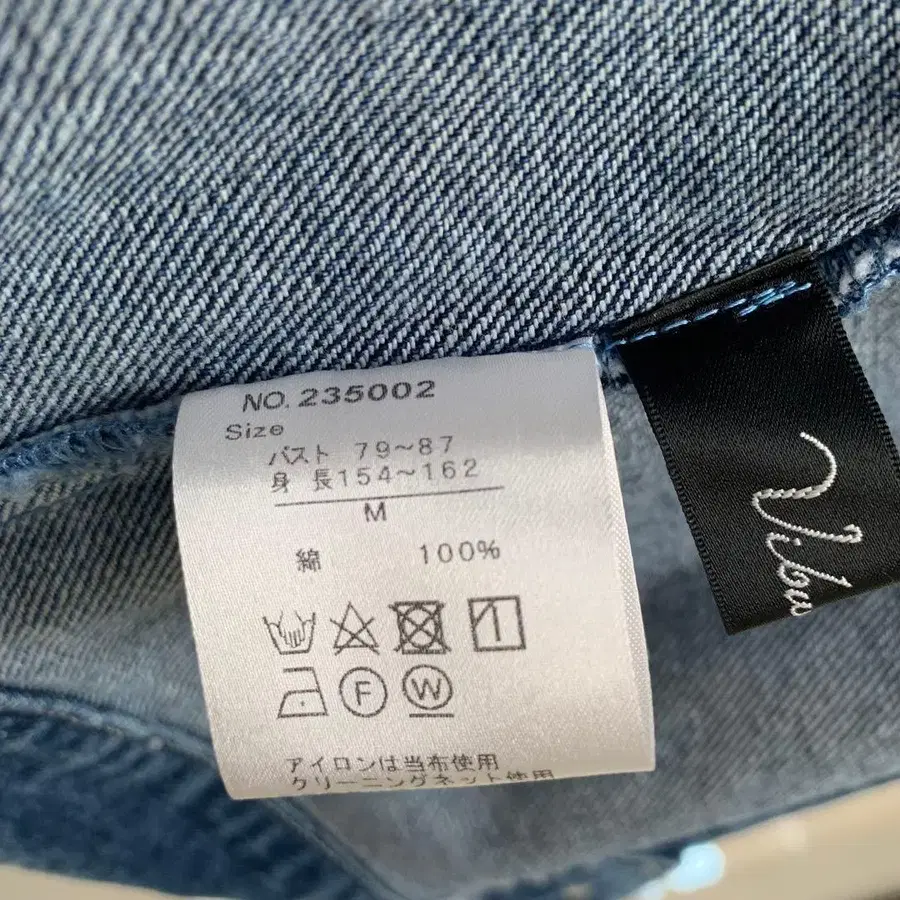 NO. 235002
Size
バスト 79～87
身 長154～162
M
綿 100%
F W
アイロンは当布使用
クリーニングネット使用